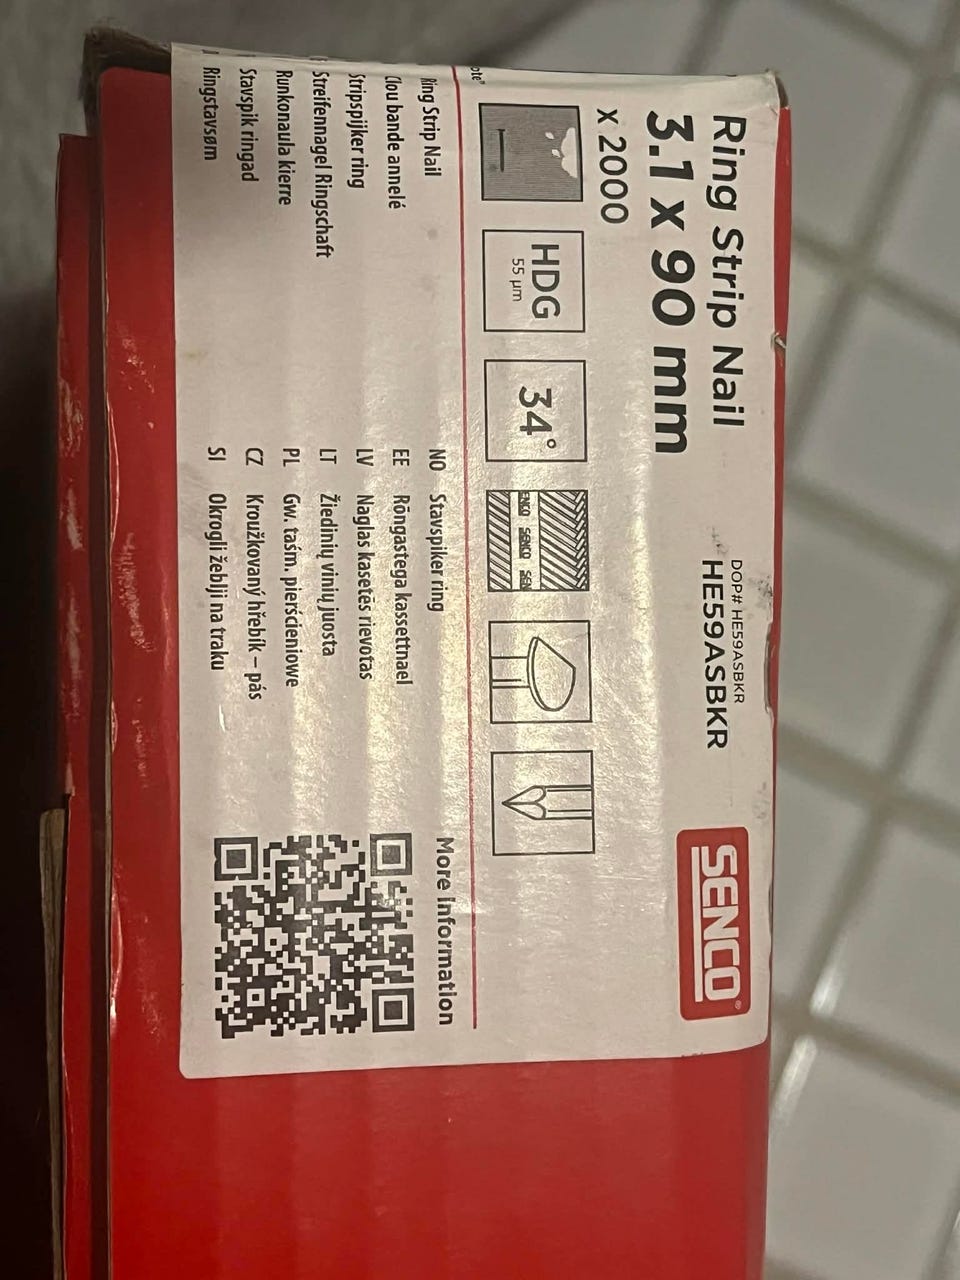 Ring Strip Nail
3.1 x 90 mm
x 2000
DOP# HE59ASBKR
HE59ASBKR
SENCO®
HDG
55 µm
34°
SENCO
Ring Strip Nail
Clou bande annelé
Stripspijker ring
Streifennagel Ringschaft
Runkonaula kierre
Stavspik ringad
Ringstavsøm
NO Stavspiker ring
EE Rõngastega kassettnael
LV Naglas kasetēs rievotas
LT Žiedinių vinių juosta
PL Gw. taśm. pierścieniowe
CZ Kroužkovaný hřebík – pás
SI Okrogli žeblji na traku
More information